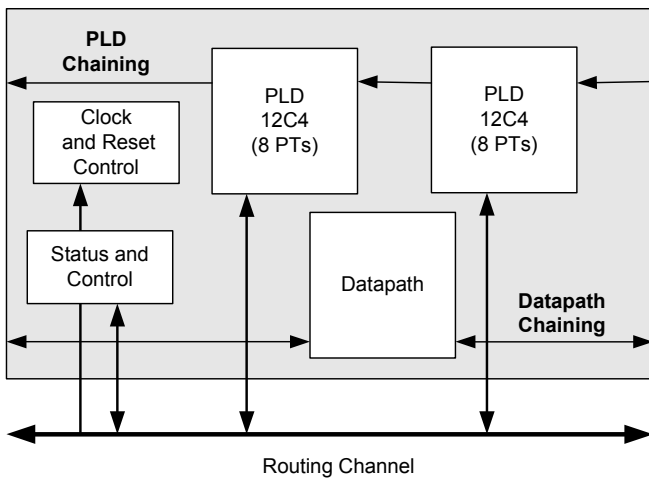 PLD
Chaining
PLD
12C4
(8 PTs)
PLD
12C4
(8 PTs)
Clock
and Reset
Control
Status and
Control
Datapath
Datapath
Chaining
Routing Channel